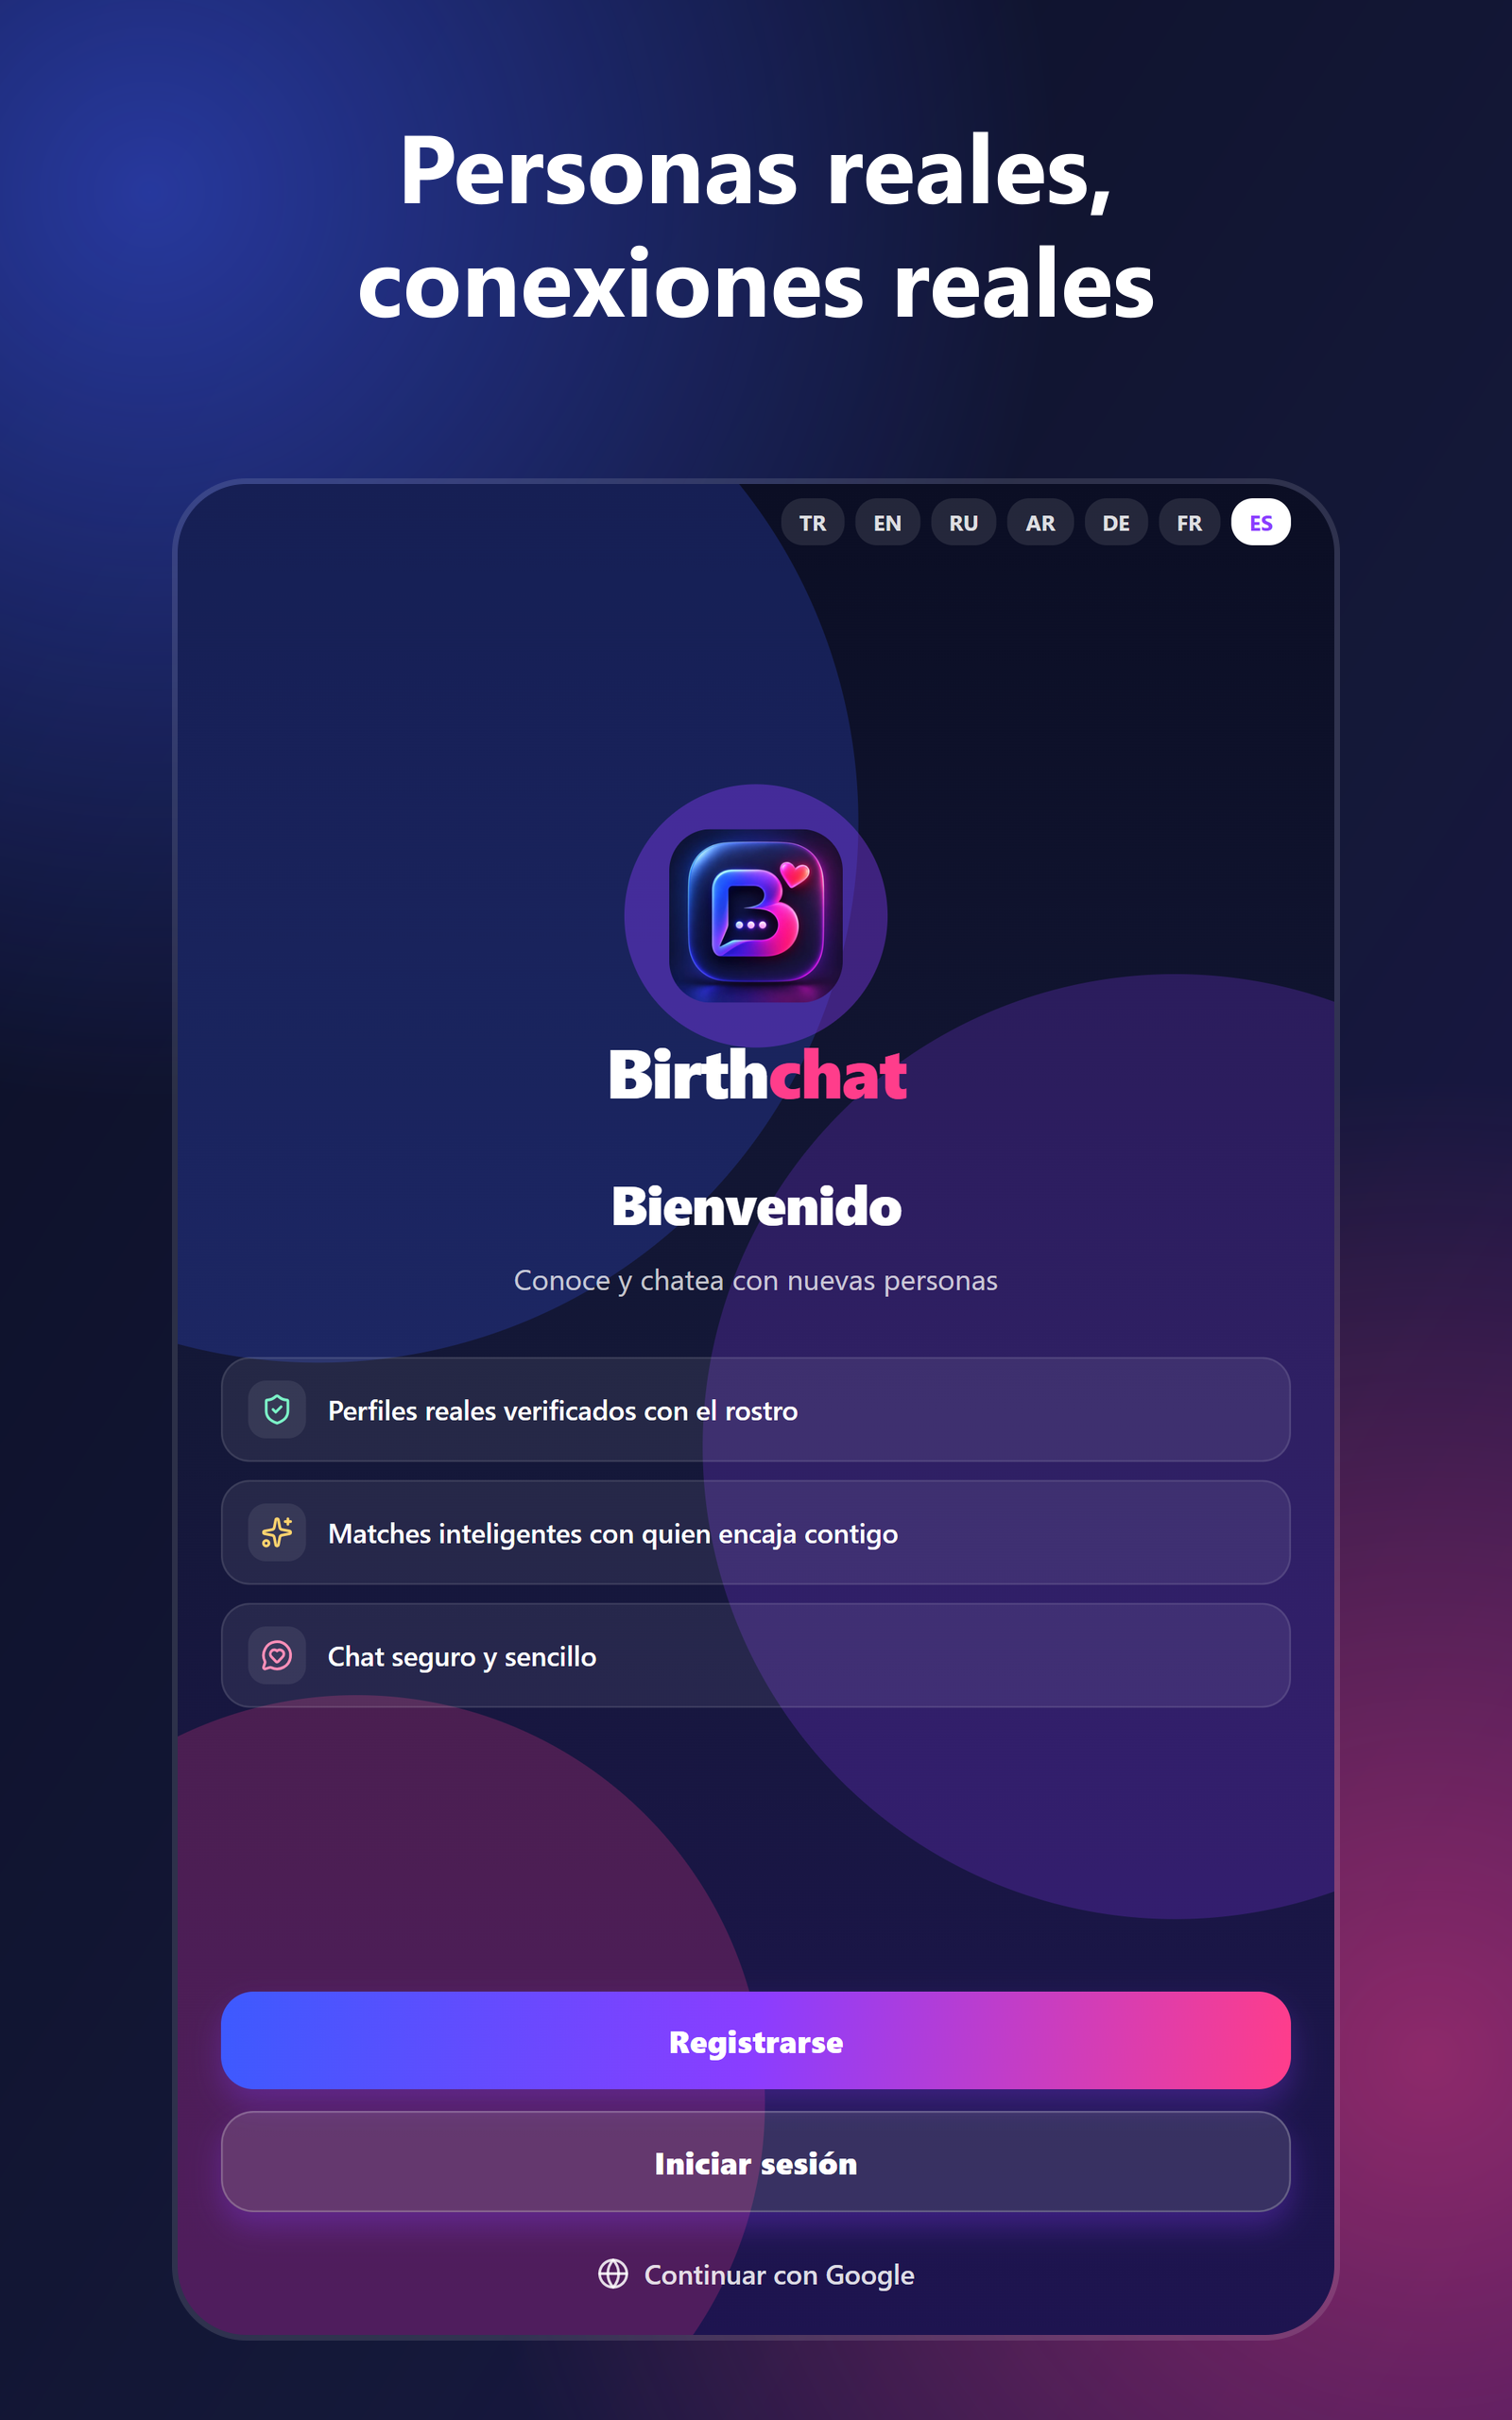 Personas reales,
conexiones reales
TR EN RU AR DE FR ES
Birthchat
Bienvenido
Conoce y chatea con nuevas personas
Perfiles reales verificados con el rostro
Matches inteligentes con quien encaja contigo
Chat seguro y sencillo
Registrarse
Iniciar sesión
Continuar con Google